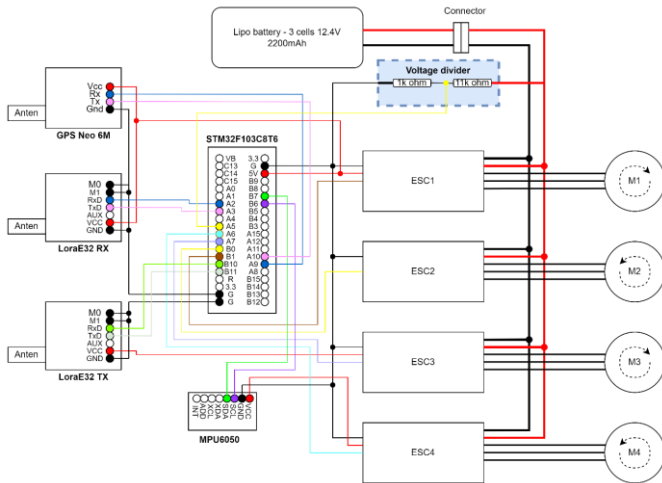 Connector
Lipo battery - 3 cells 12.4V
2200mAh
Voltage divider
1k ohm
11k ohm
Vcc
Rx
Tx
Gnd
Anten
GPS Neo 6M
STM32F103C8T6
VB
C13
C14
C15
A0
A1
A2
A3
A4
A5
A6
A7
B0
B1
B10
B11
R
3.3
G
G
3.3
G
5V
B9
B8
B7
B6
B5
B4
B3
A15
A12
A11
A10
A9
A8
B15
B14
B13
B12
M0
M1
RxD
TxD
AUX
VCC
GND
Anten
LoraE32 RX
M0
M1
RxD
TxD
AUX
VCC
GND
Anten
LoraE32 TX
ESC1
M1
ESC2
M2
ESC3
M3
ESC4
M4
VCC
GND
SCL
SDA
XDA
XCL
ADD
INT
MPU6050